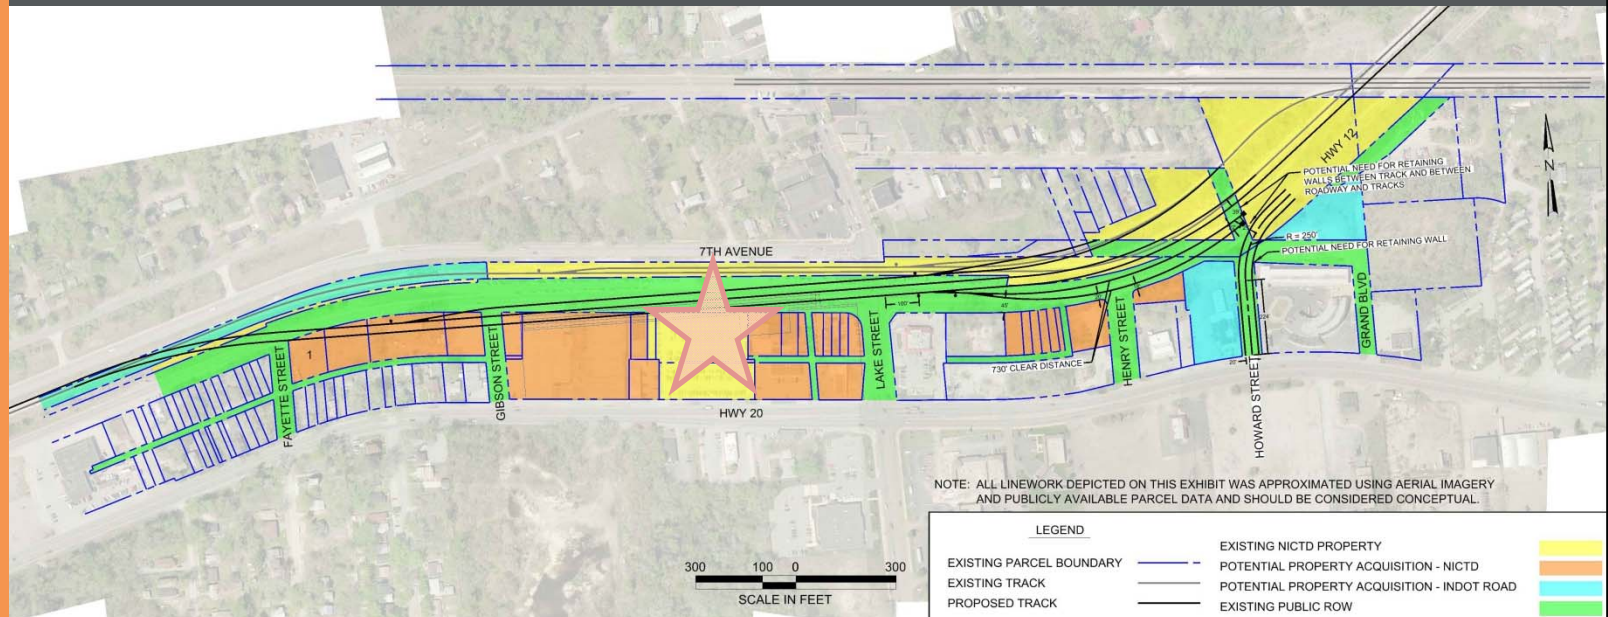 HWY 12
N
POTENTIAL NEED FOR RETAINING
WALLS BETWEEN TRACK AND BETWEEN
ROADWAY AND TRACKS
R = 250'
POTENTIAL NEED FOR RETAINING WALL
7TH AVENUE
160'
45'
224'
1
FAYETTE STREET
GIBSON STREET
LAKE STREET
HENRY STREET
HOWARD STREET
GRAND BLVD
730' CLEAR DISTANCE
HWY 20
NOTE: ALL LINEWORK DEPICTED ON THIS EXHIBIT WAS APPROXIMATED USING AERIAL IMAGERY
AND PUBLICLY AVAILABLE PARCEL DATA AND SHOULD BE CONSIDERED CONCEPTUAL.
300 100 0 300
SCALE IN FEET
LEGEND
EXISTING PARCEL BOUNDARY
EXISTING TRACK
PROPOSED TRACK
EXISTING NICTD PROPERTY
POTENTIAL PROPERTY ACQUISITION - NICTD
POTENTIAL PROPERTY ACQUISITION - INDOT ROAD
EXISTING PUBLIC ROW